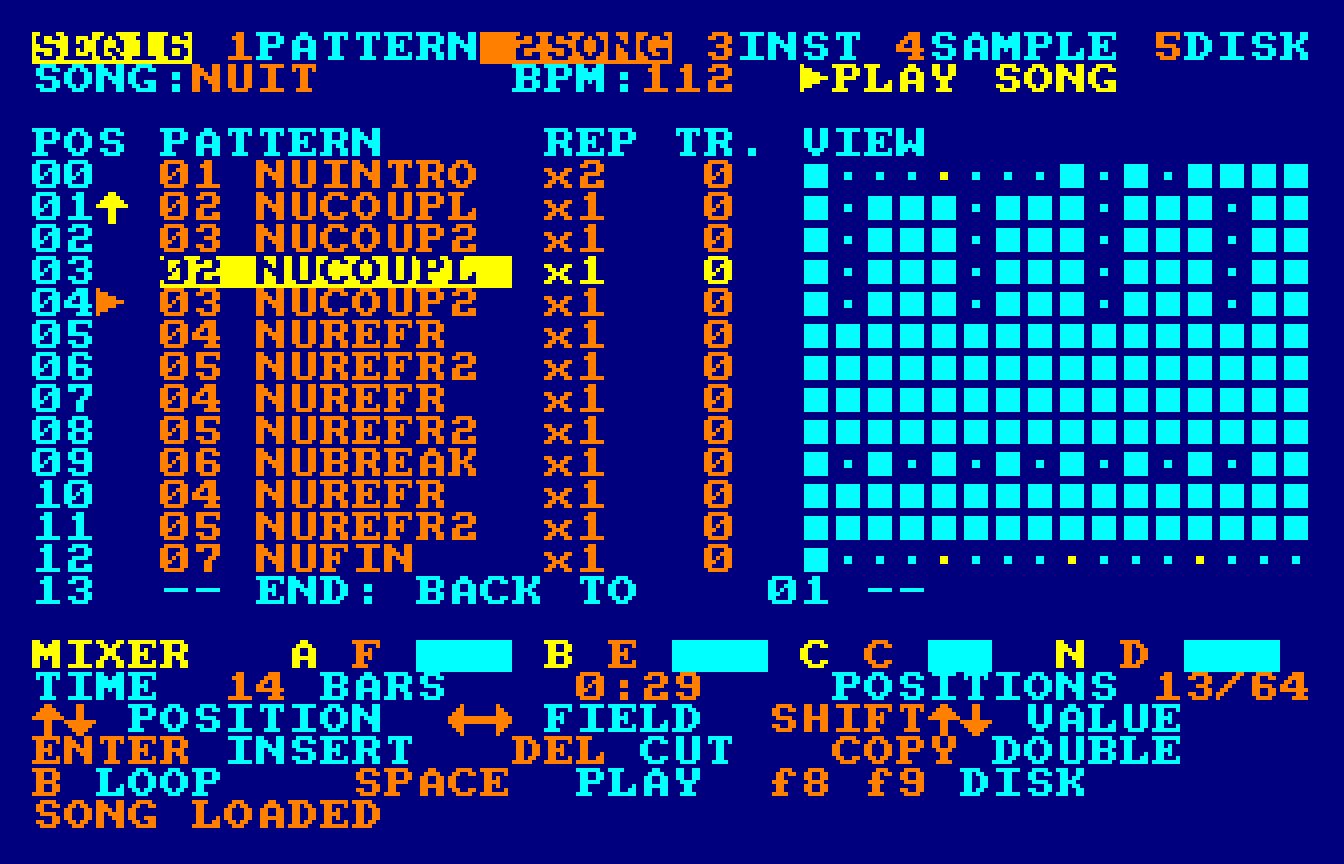 SEQ16 1PATTERN 2SONG 3INST 4SAMPLE 5DISK
SONG:NUIT BPM:112 ►PLAY SONG
POS PATTERN REP TR. VIEW
00 01 NUINTRO x2 0
01↑ 02 NUCOUPL x1 0
02 03 NUCOUP2 x1 0
03 02 NUCOUPL x1 0
04► 03 NUCOUP2 x1 0
05 04 NUREFR x1 0
06 05 NUREFR2 x1 0
07 04 NUREFR x1 0
08 05 NUREFR2 x1 0
09 06 NUBREAK x1 0
10 04 NUREFR x1 0
11 05 NUREFR2 x1 0
12 07 NUFIN x1 0
13 -- END: BACK TO 01 --
MIXER A F B E C C N D
TIME 14 BARS 0:29 POSITIONS 13/64
↑↓ POSITION ↔ FIELD SHIFT↑↓ VALUE
ENTER INSERT DEL CUT COPY DOUBLE
B LOOP SPACE PLAY f8 f9 DISK
SONG LOADED